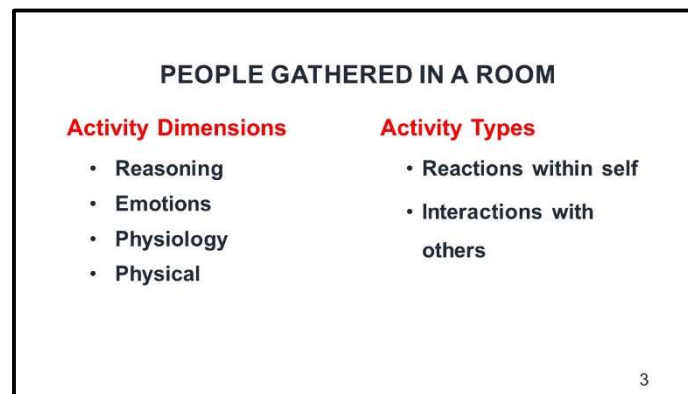 PEOPLE GATHERED IN A ROOM
Activity Dimensions
• Reasoning
• Emotions
• Physiology
• Physical
Activity Types
• Reactions within self
• Interactions with
others
3